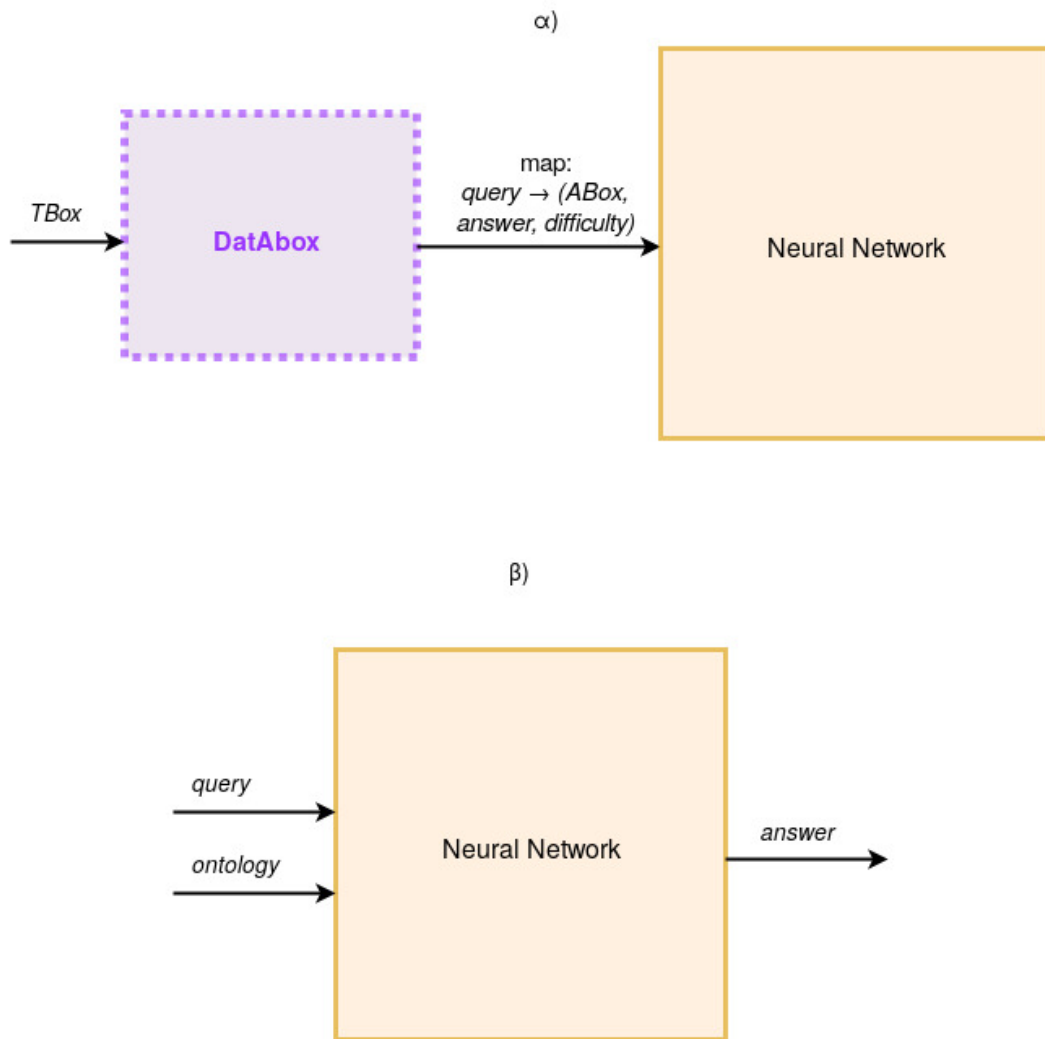 α)
map:
query → (ABox,
answer, difficulty)
TBox
DatAbox
Neural Network
β)
query
ontology
Neural Network
answer